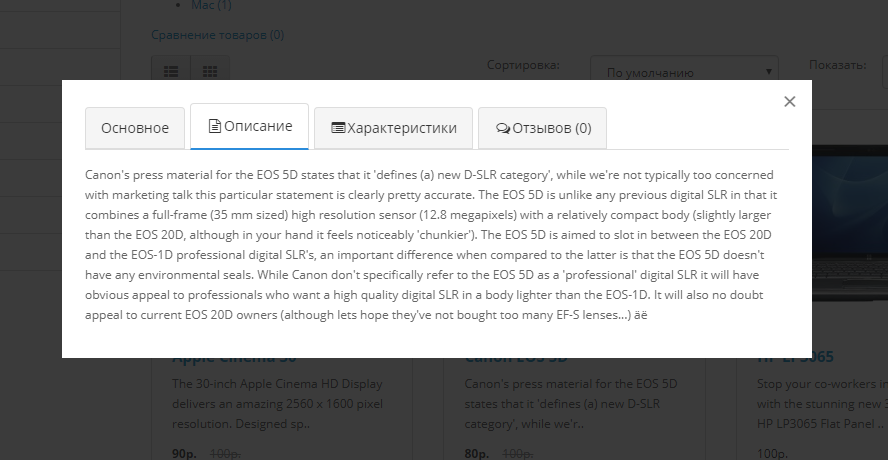 Mac (1)
Сравнение товаров (0)
Сортировка:
По умолчанию
Показать:
Основное
Описание
Характеристики
Отзывов (0)
Canon's press material for the EOS 5D states that it 'defines (a) new D-SLR category', while we're not typically too concerned
with marketing talk this particular statement is clearly pretty accurate. The EOS 5D is unlike any previous digital SLR in that it
combines a full-frame (35 mm sized) high resolution sensor (12.8 megapixels) with a relatively compact body (slightly larger
than the EOS 20D, although in your hand it feels noticeably 'chunkier'). The EOS 5D is aimed to slot in between the EOS 20D
and the EOS-1D professional digital SLR's, an important difference when compared to the latter is that the EOS 5D doesn't
have any environmental seals. While Canon don't specifically refer to the EOS 5D as a 'professional' digital SLR it will have
obvious appeal to professionals who want a high quality digital SLR in a body lighter than the EOS-1D. It will also no doubt
appeal to current EOS 20D owners (although lets hope they've not bought too many EF-S lenses...) äë
Apple Cinema 30"
The 30-inch Apple Cinema HD Display
delivers an amazing 2560 x 1600 pixel
resolution. Designed sp..
90р. 100р.
Canon EOS 5D
Canon's press material for the EOS 5D
states that it 'defines (a) new D-SLR
category', while we'r..
80р. 100р.
HP LP3065
Stop your co-workers in
with the stunning new 3
HP LP3065 Flat Panel ..
100р.